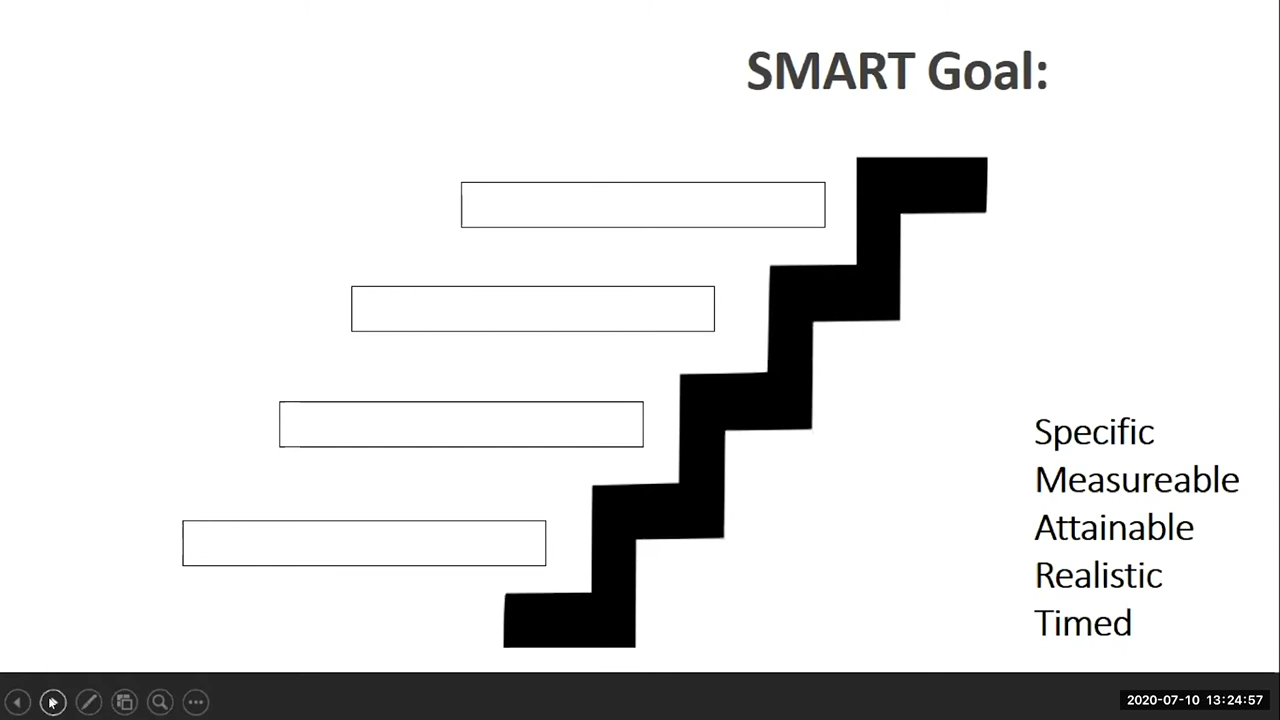 SMART Goal:
Specific
Measureable
Attainable
Realistic
Timed
2020-07-10 13:24:57